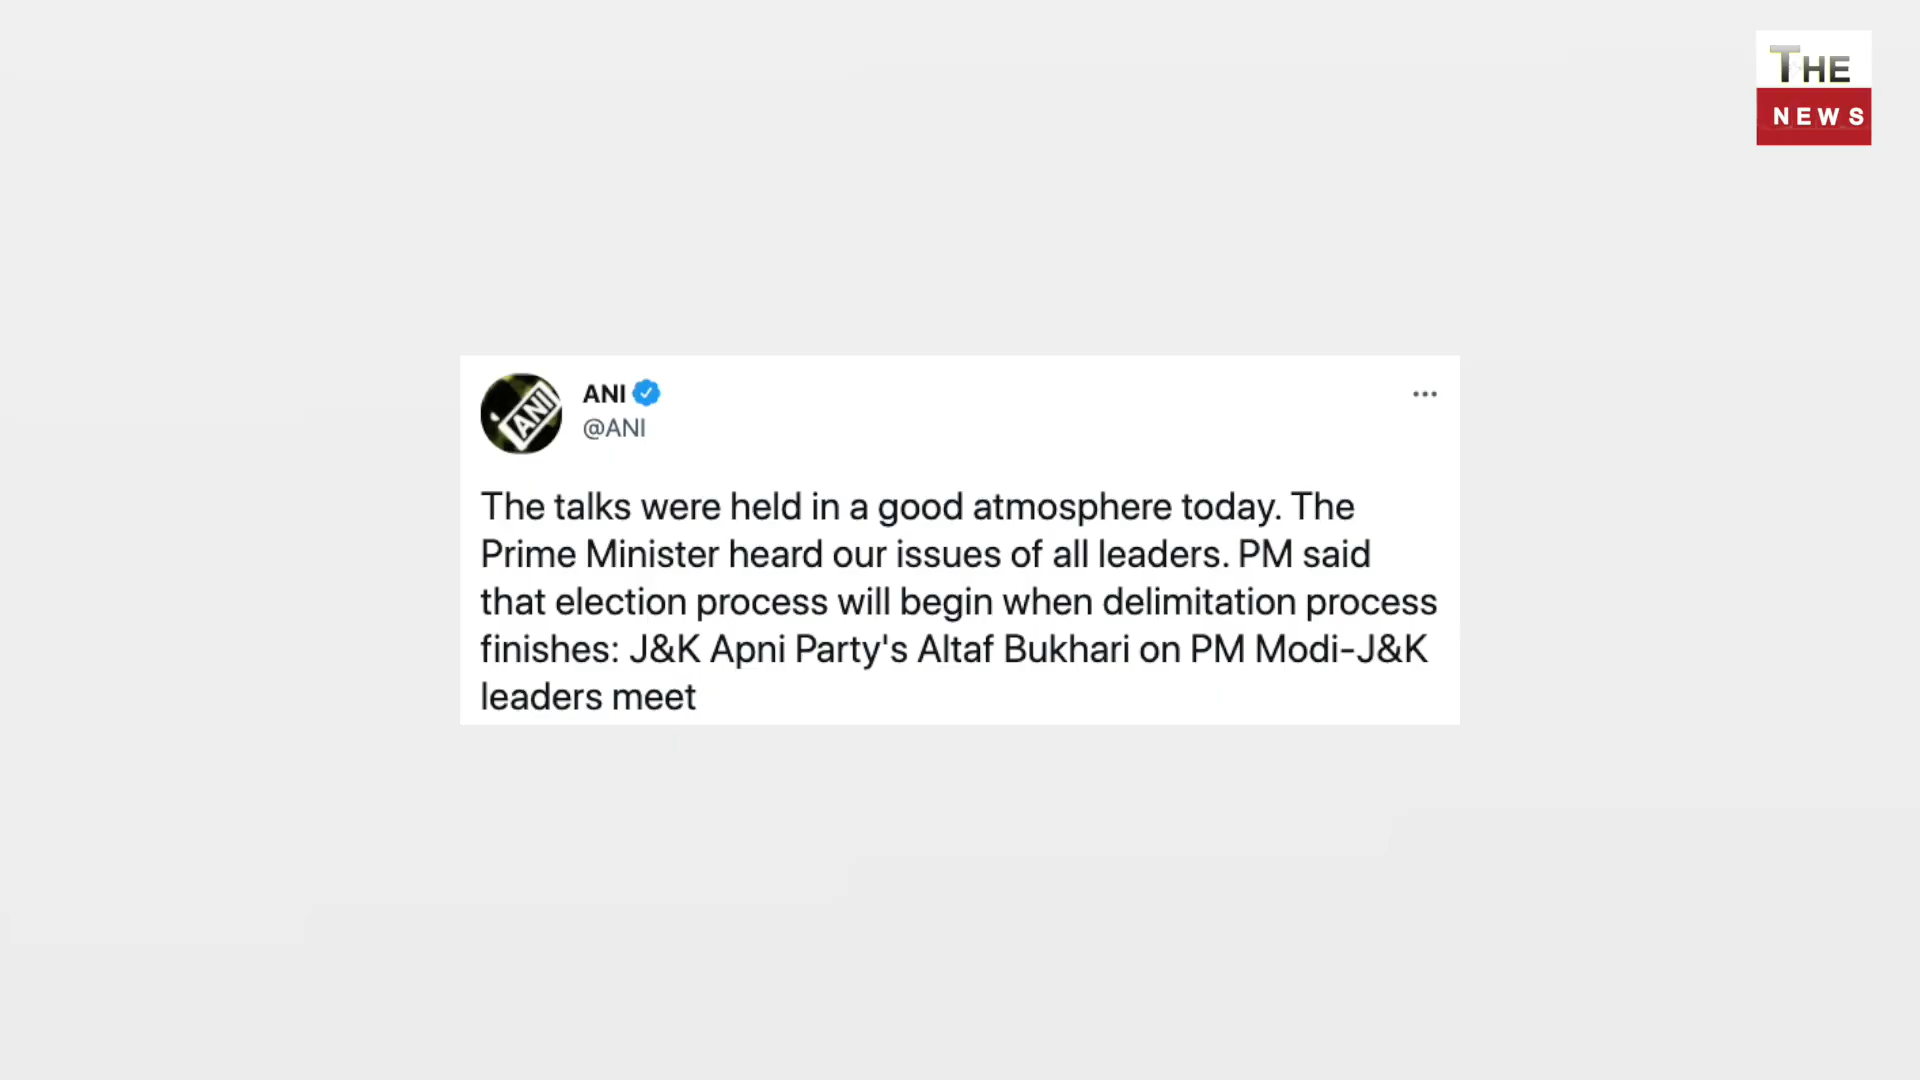 THE
NEWS
ANI
ANI
@ANI
The talks were held in a good atmosphere today. The
Prime Minister heard our issues of all leaders. PM said
that election process will begin when delimitation process
finishes: J&K Apni Party's Altaf Bukhari on PM Modi-J&K
leaders meet